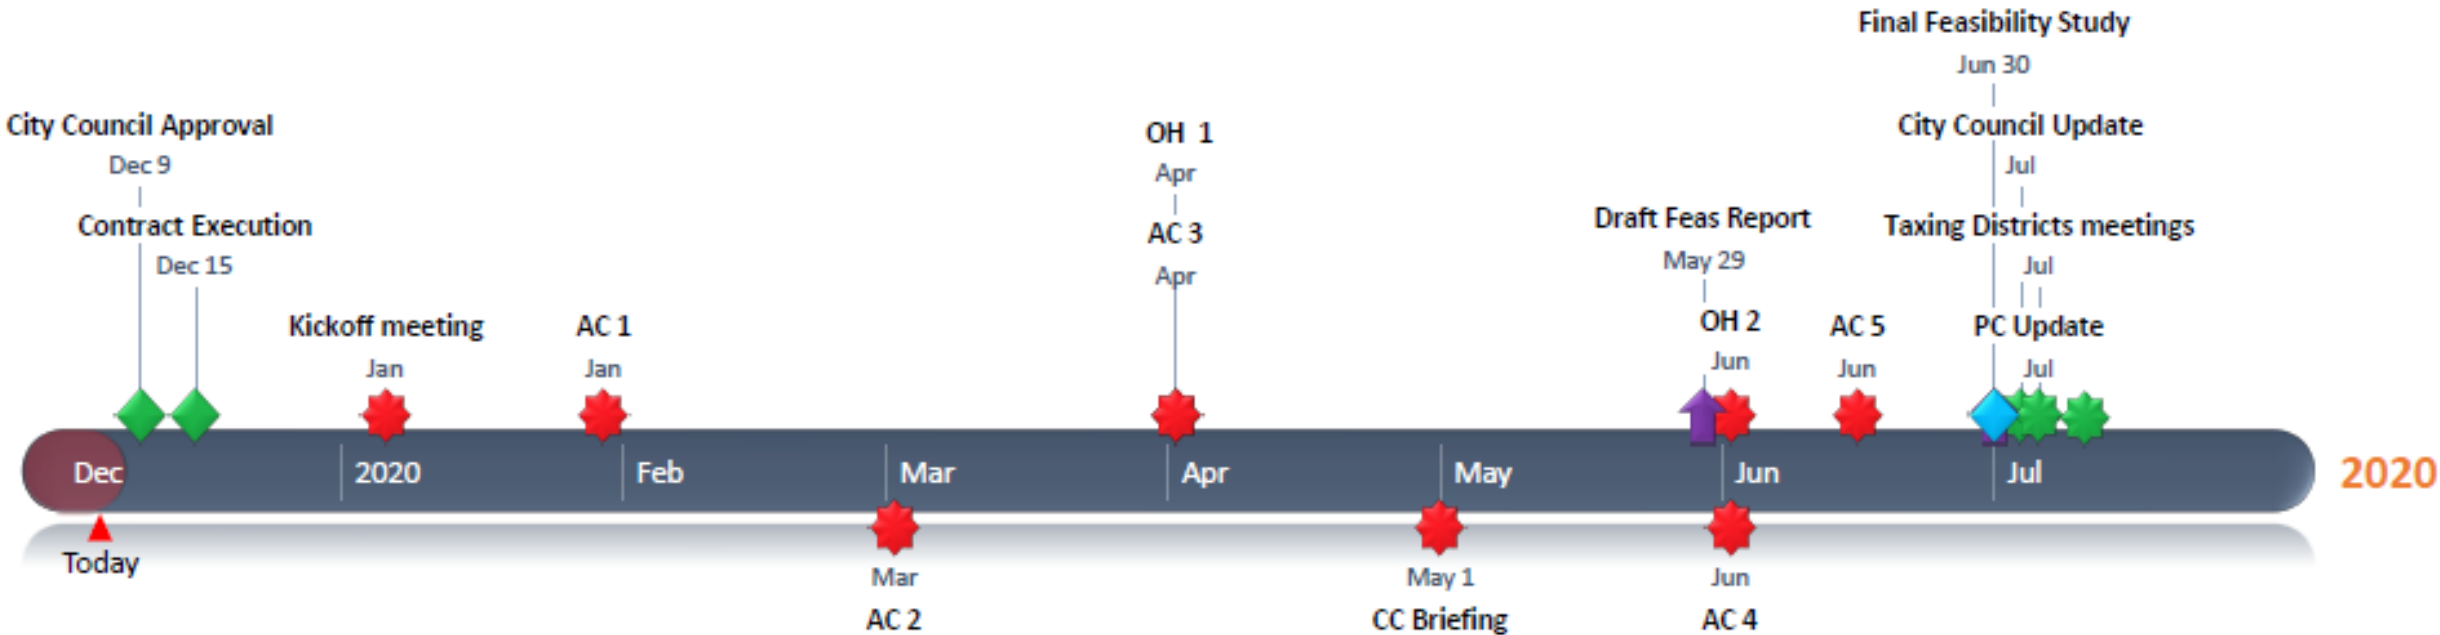 Final Feasibility Study
Jun 30
City Council Approval
Dec 9
OH 1
Apr
City Council Update
Jul
Contract Execution
Dec 15
AC 3
Apr
Draft Feas Report
May 29
Taxing Districts meetings
Jul
Kickoff meeting
Jan
AC 1
Jan
OH 2
Jun
AC 5
Jun
PC Update
Jul
Dec 2020 Feb Mar Apr May Jun Jul 2020
Today
Mar
AC 2
May 1
CC Briefing
Jun
AC 4